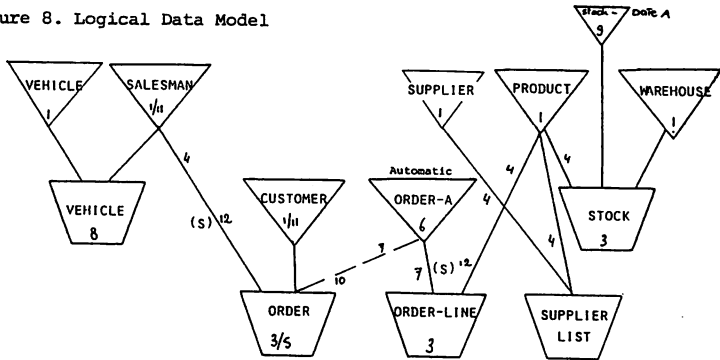 ure 8. Logical Data Model
stock- Date A
9
VEHICLE
1
SALESMAN
1/11
SUPPLIER
1
PRODUCT
1
WAREHOUSE
1
4
4
4
4
4
Automatic
VEHICLE
8
(S) 12
CUSTOMER
1/11
ORDER-A
6
STOCK
3
10
7
(S) 12
ORDER
3/5
ORDER-LINE
3
SUPPLIER
LIST